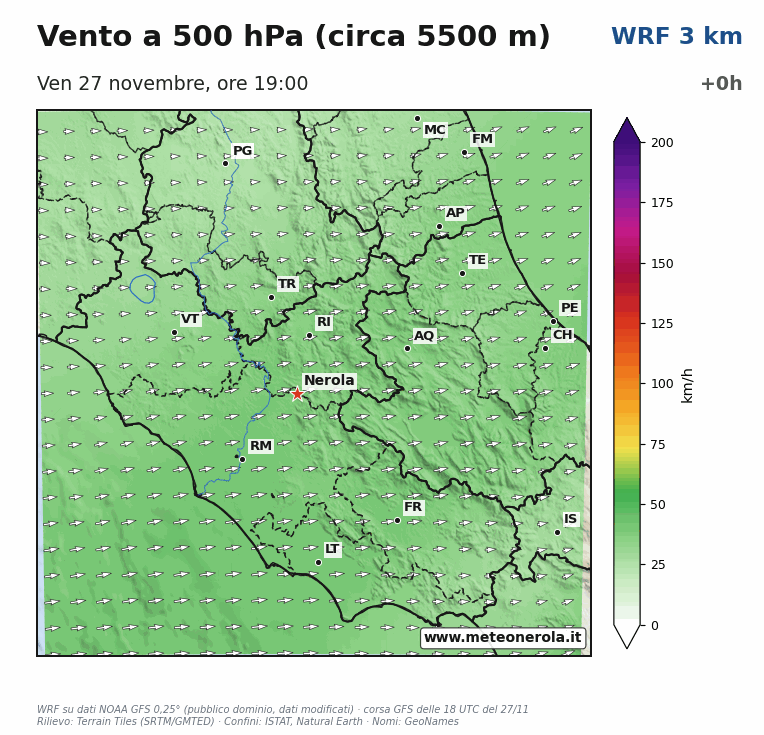 Vento a 500 hPa (circa 5500 m)
WRF 3 km
Ven 27 novembre, ore 19:00
+0h
MC
FM
PG
AP
TE
TR
PE
VT
RI
AQ
CH
Nerola
RM
FR
IS
LT
www.meteonerola.it
200
175
150
125
100
75
50
25
0
km/h
WRF su dati NOAA GFS 0,25° (pubblico dominio, dati modificati) · corsa GFS delle 18 UTC del 27/11
Rilievo: Terrain Tiles (SRTM/GMTED) · Confini: ISTAT, Natural Earth · Nomi: GeoNames